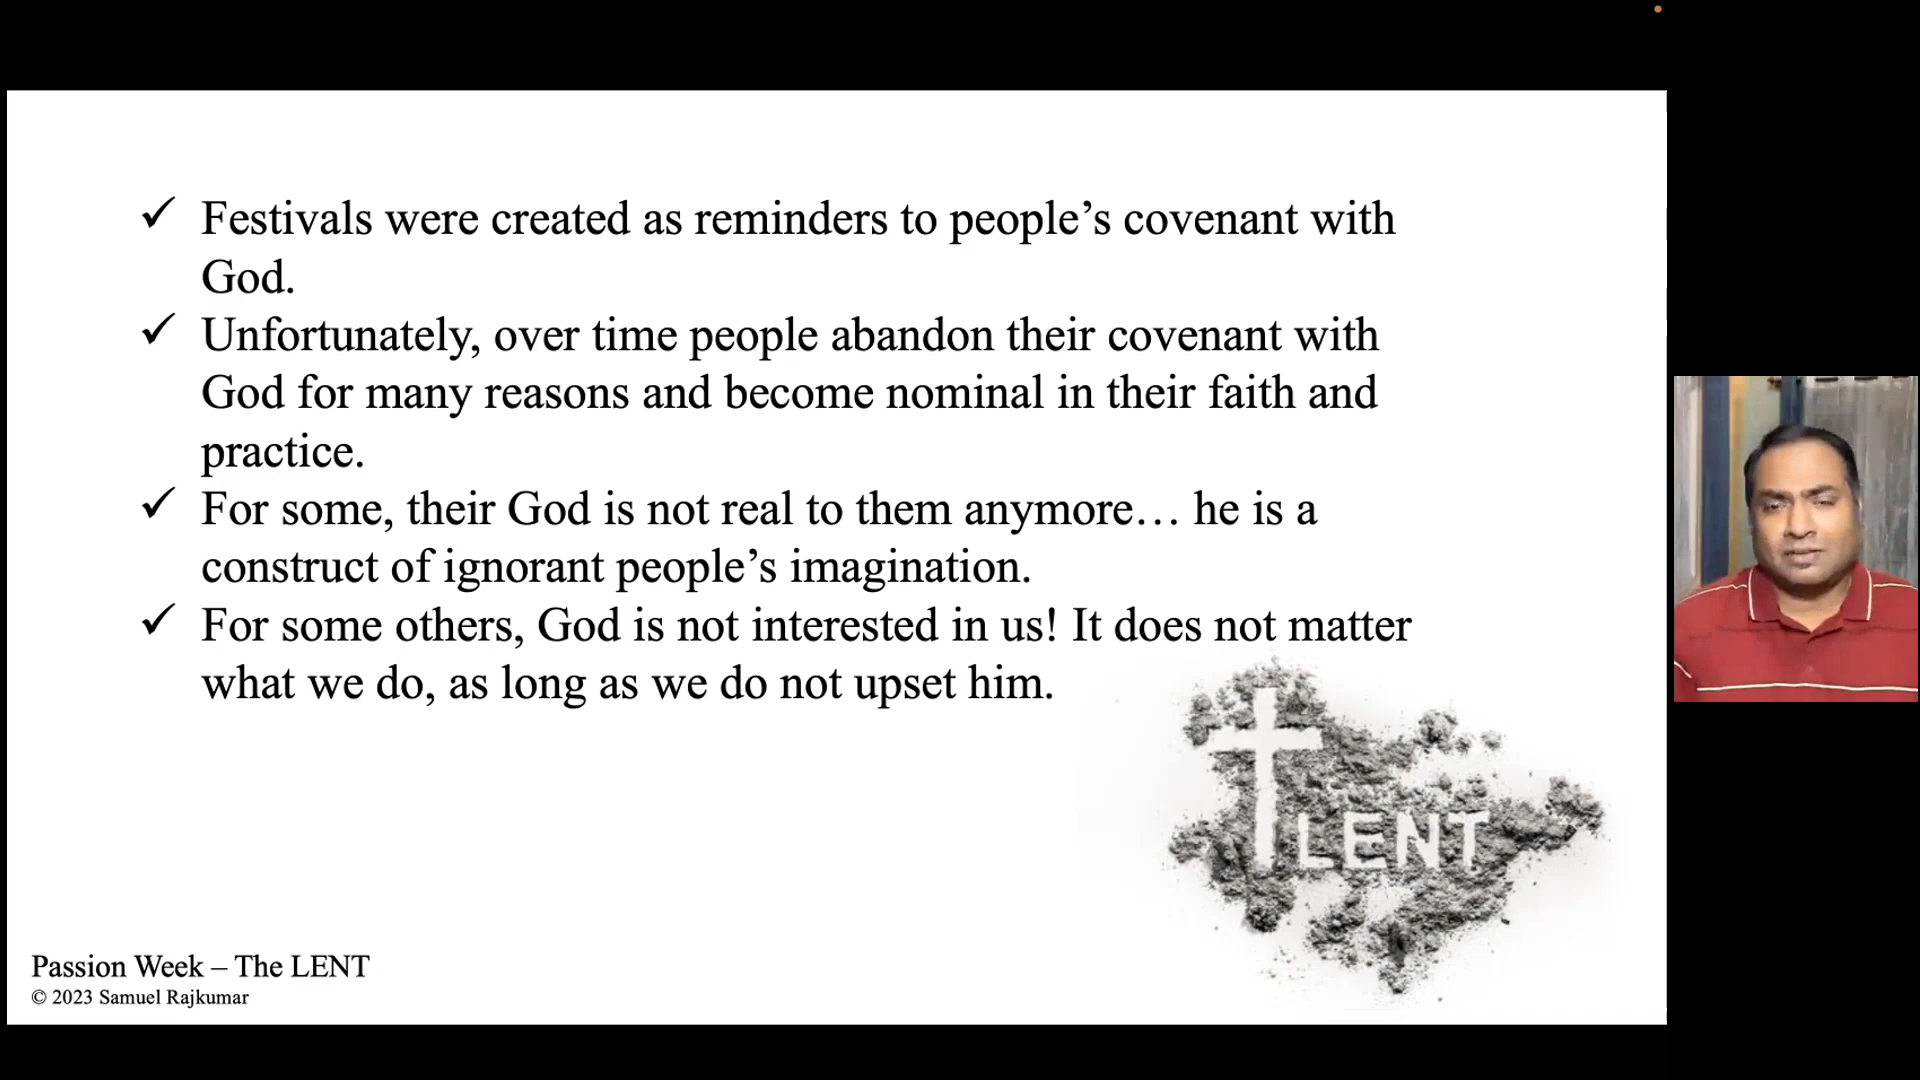 ✓ Festivals were created as reminders to people’s covenant with
God.
✓ Unfortunately, over time people abandon their covenant with
God for many reasons and become nominal in their faith and
practice.
✓ For some, their God is not real to them anymore… he is a
construct of ignorant people’s imagination.
✓ For some others, God is not interested in us! It does not matter
what we do, as long as we do not upset him.
LENT
Passion Week – The LENT
© 2023 Samuel Rajkumar